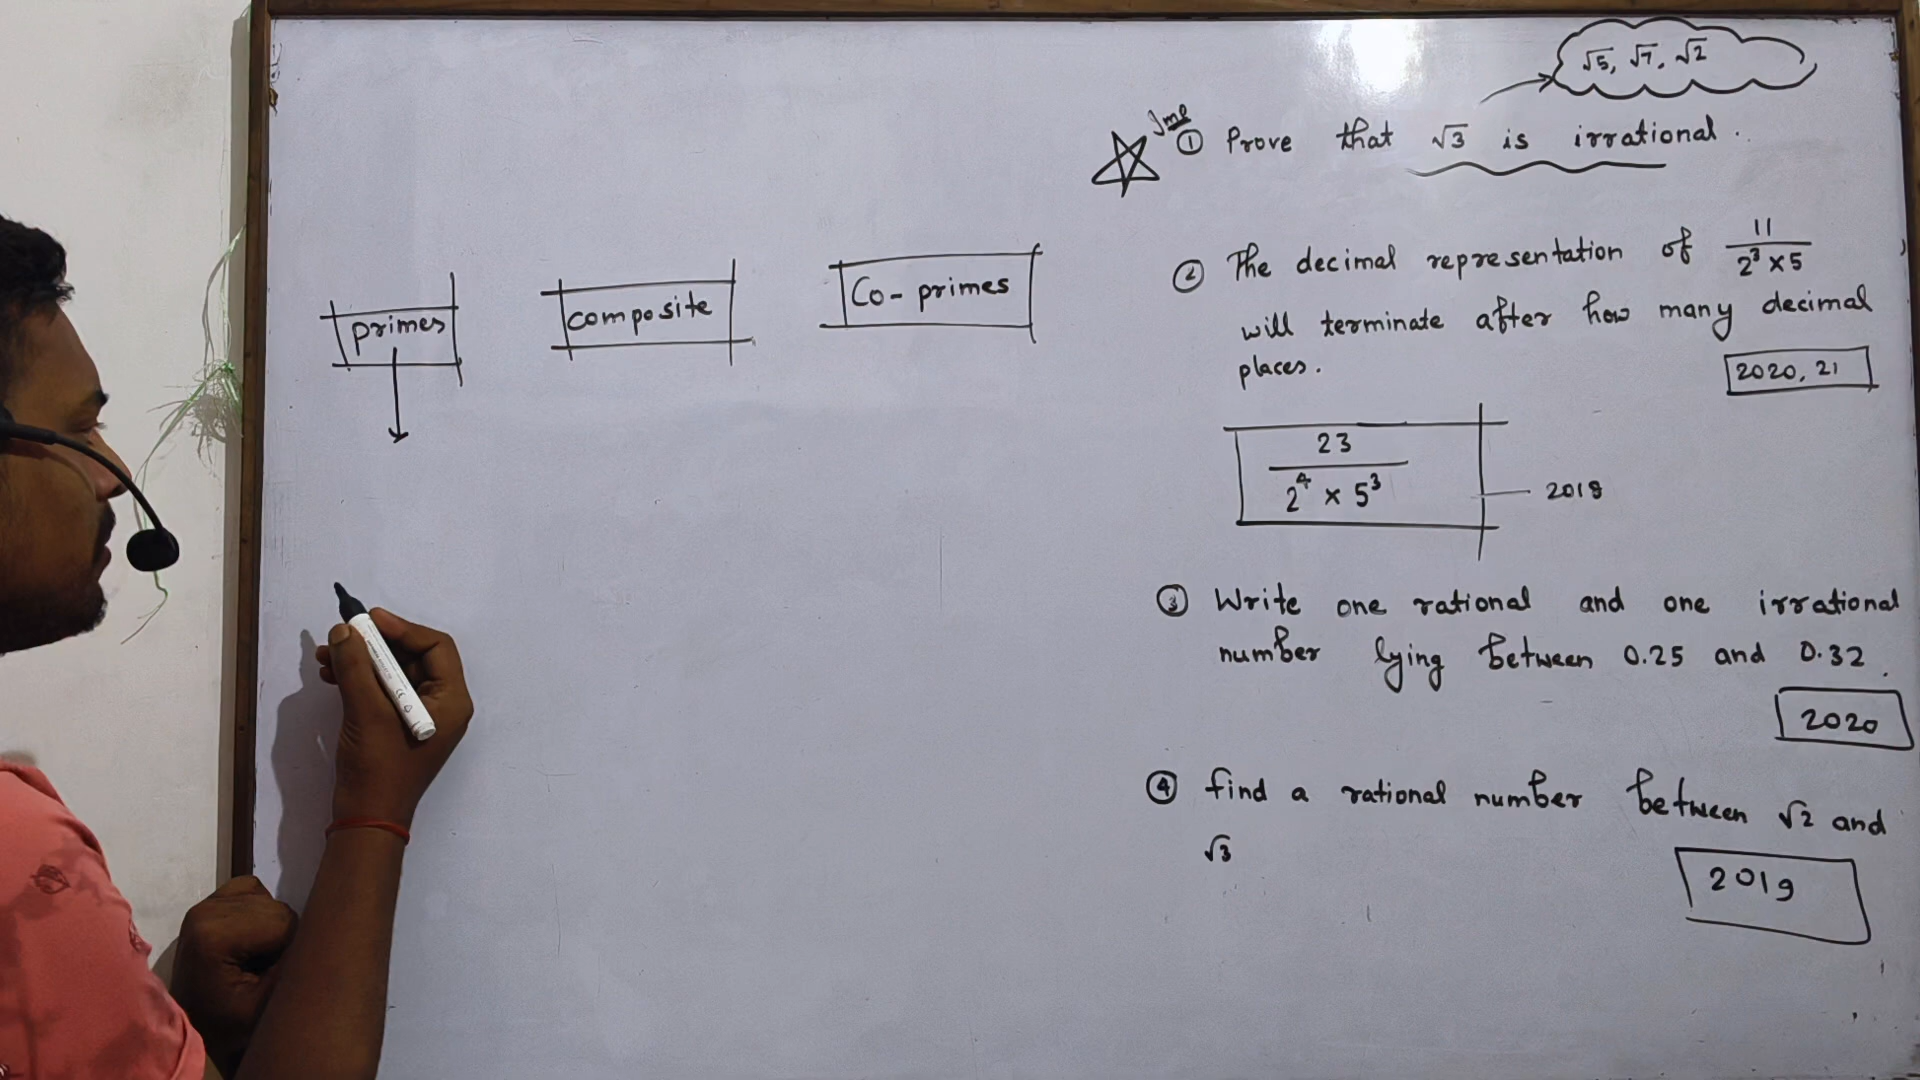 primes
composite
Co - primes
√5, √7, √2
Imp
① Prove that √3 is irrational.
② The decimal representation of 11 / 2³ × 5
will terminate after how many decimal
places.
2020, 21
23 / 2⁴ × 5³
2018
③ Write one rational and one irrational
number lying between 0.25 and 0.32.
2020
④ find a rational number between √2 and
√3
2019